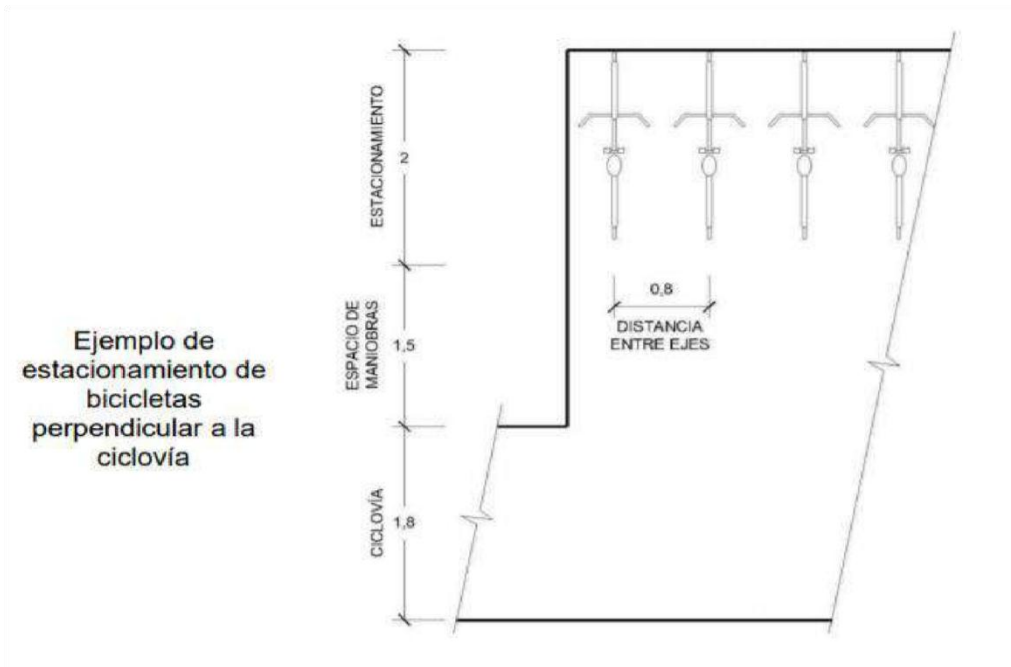 Ejemplo de
estacionamiento de
bicicletas
perpendicular a la
ciclovía
ESTACIONAMIENTO
2
ESPACIO DE
MANIOBRAS
1,5
CICLOVÍA
1,8
0,8
DISTANCIA
ENTRE EJES